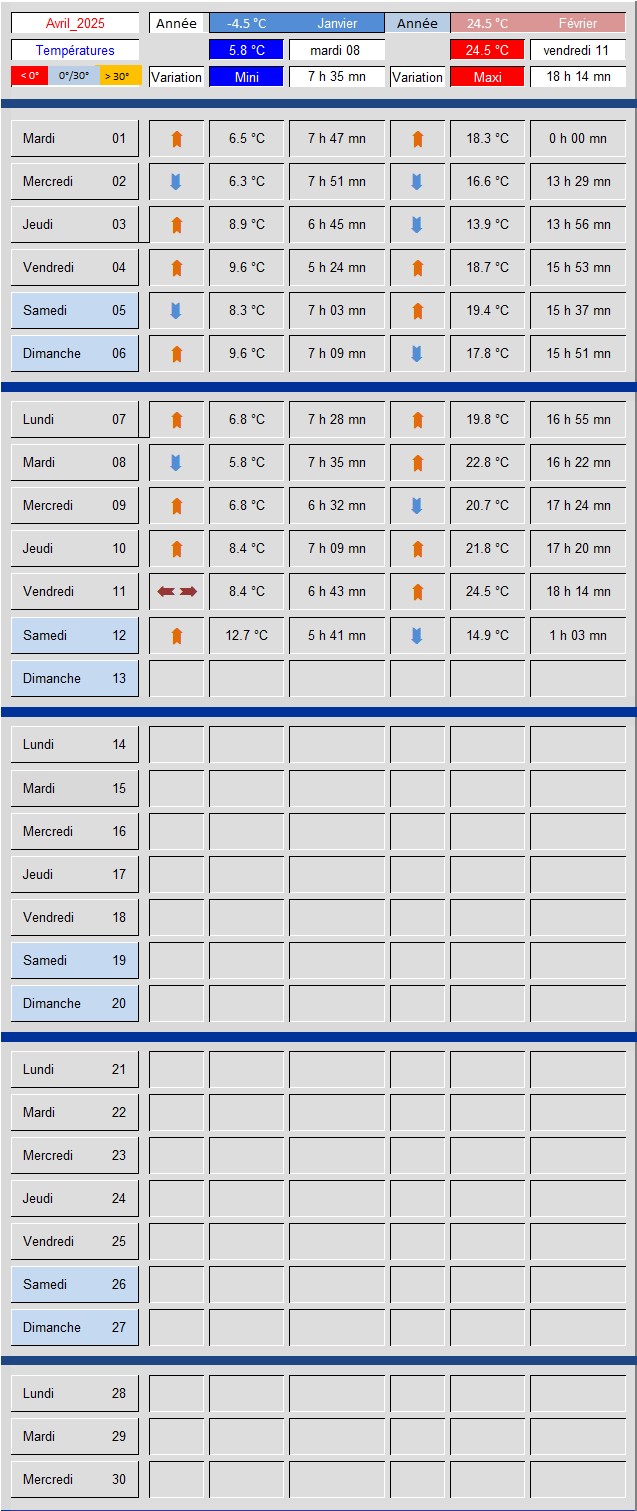 Avril_2025 Année -4.5 °C Janvier Année 24.5 °C Février
Températures 5.8 °C mardi 08 24.5 °C vendredi 11
< 0° 0°/30° > 30° Variation Mini 7 h 35 mn Variation Maxi 18 h 14 mn
Mardi 01 6.5 °C 7 h 47 mn 18.3 °C 0 h 00 mn
Mercredi 02 6.3 °C 7 h 51 mn 16.6 °C 13 h 29 mn
Jeudi 03 8.9 °C 6 h 45 mn 13.9 °C 13 h 56 mn
Vendredi 04 9.6 °C 5 h 24 mn 18.7 °C 15 h 53 mn
Samedi 05 8.3 °C 7 h 03 mn 19.4 °C 15 h 37 mn
Dimanche 06 9.6 °C 7 h 09 mn 17.8 °C 15 h 51 mn
Lundi 07 6.8 °C 7 h 28 mn 19.8 °C 16 h 55 mn
Mardi 08 5.8 °C 7 h 35 mn 22.8 °C 16 h 22 mn
Mercredi 09 6.8 °C 6 h 32 mn 20.7 °C 17 h 24 mn
Jeudi 10 8.4 °C 7 h 09 mn 21.8 °C 17 h 20 mn
Vendredi 11 8.4 °C 6 h 43 mn 24.5 °C 18 h 14 mn
Samedi 12 12.7 °C 5 h 41 mn 14.9 °C 1 h 03 mn
Dimanche 13
Lundi 14
Mardi 15
Mercredi 16
Jeudi 17
Vendredi 18
Samedi 19
Dimanche 20
Lundi 21
Mardi 22
Mercredi 23
Jeudi 24
Vendredi 25
Samedi 26
Dimanche 27
Lundi 28
Mardi 29
Mercredi 30